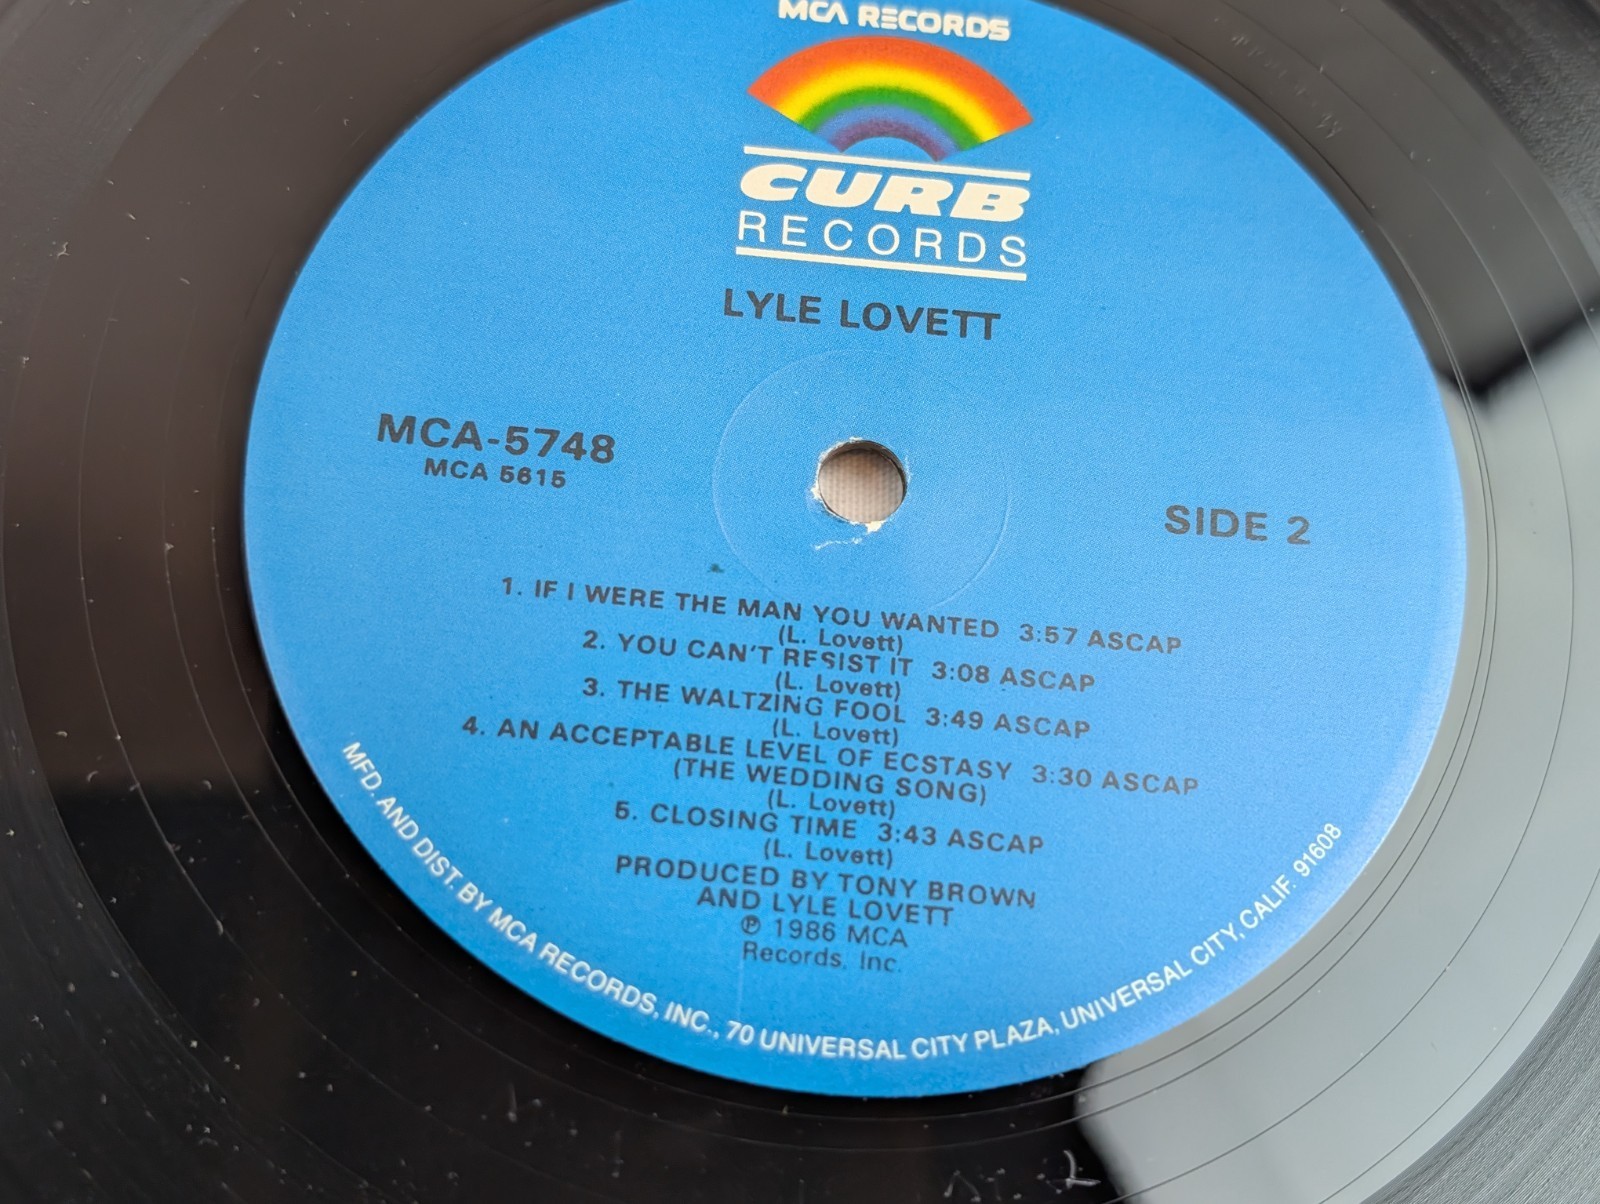 MCA RECORDS
CURB
RECORDS
LYLE LOVETT
MCA-5748
MCA 5615
SIDE 2
1. IF I WERE THE MAN YOU WANTED 3:57 ASCAP
(L. Lovett)
2. YOU CAN'T RESIST IT 3:08 ASCAP
(L. Lovett)
3. THE WALTZING FOOL 3:49 ASCAP
(L. Lovett)
4. AN ACCEPTABLE LEVEL OF ECSTASY 3:30 ASCAP
(THE WEDDING SONG)
(L. Lovett)
5. CLOSING TIME 3:43 ASCAP
(L. Lovett)
PRODUCED BY TONY BROWN
AND LYLE LOVETT
℗ 1986 MCA
Records, Inc.
MFD. AND DIST. BY MCA RECORDS, INC., 70 UNIVERSAL CITY PLAZA, UNIVERSAL CITY, CALIF. 91608